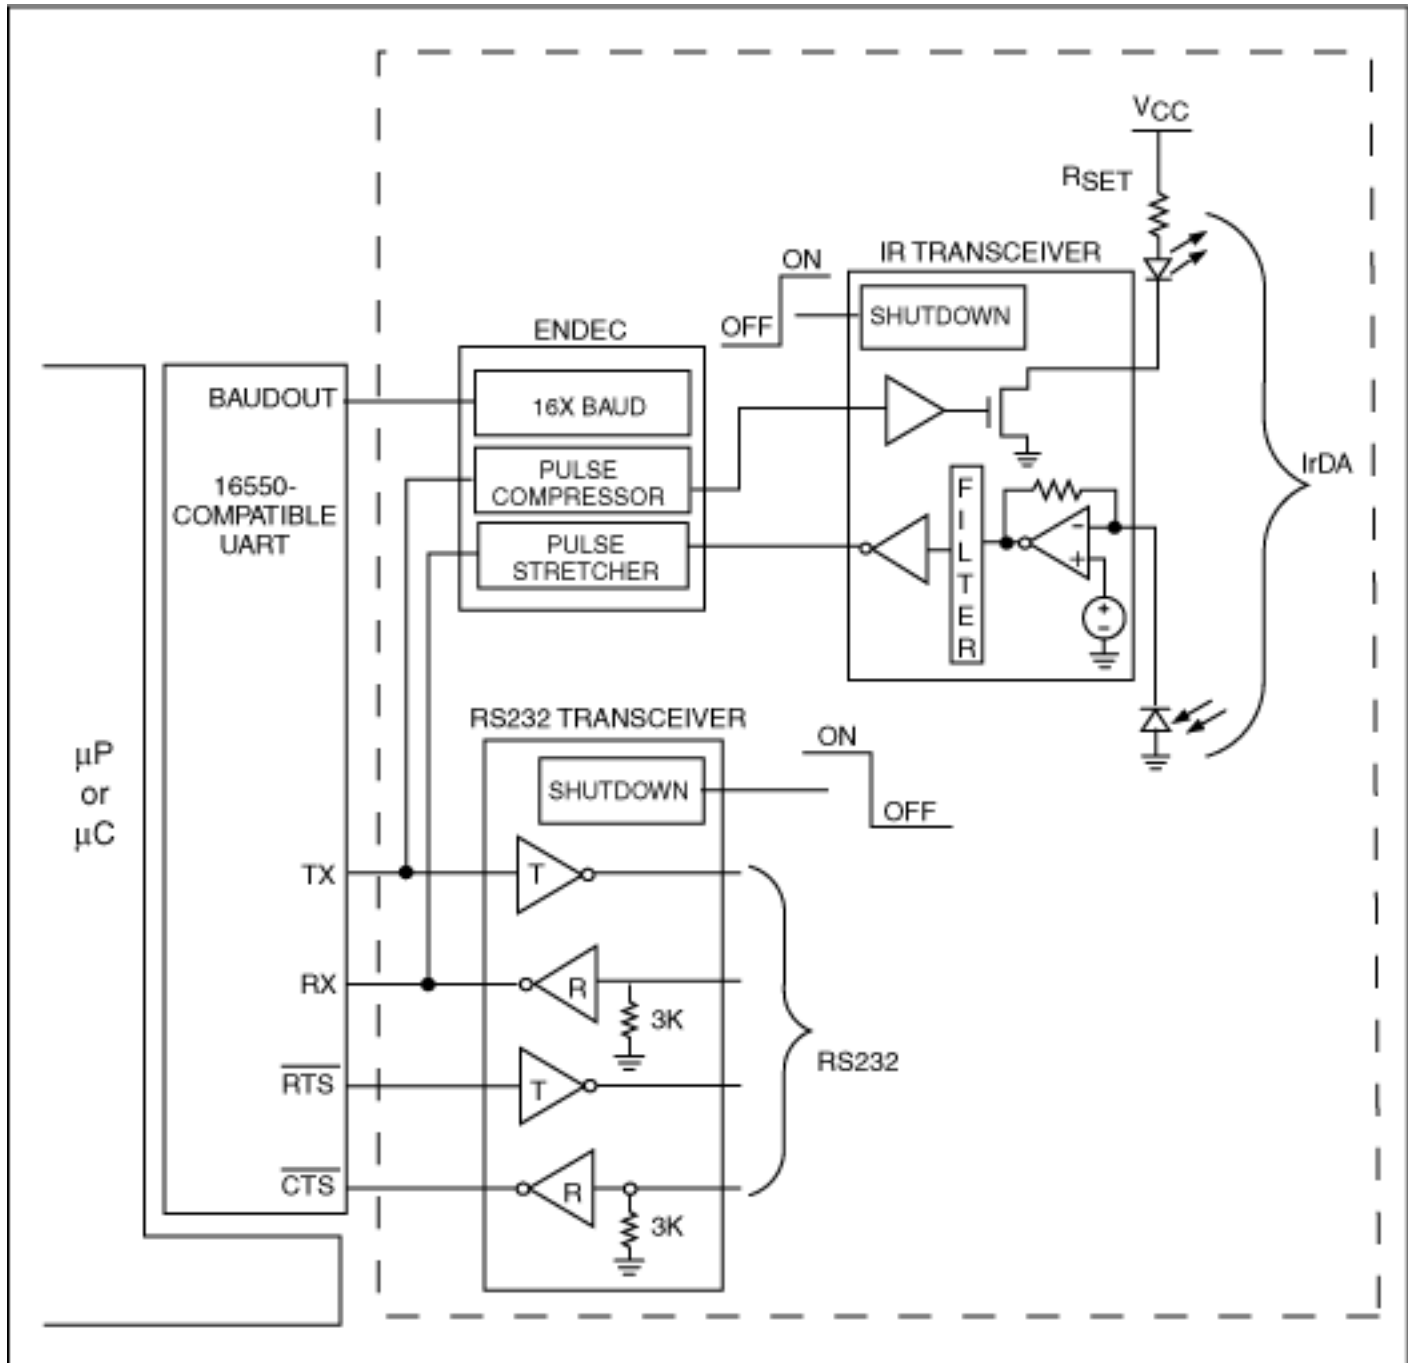 VCC
RSET
IR TRANSCEIVER
ON
OFF
SHUTDOWN
ENDEC
BAUDOUT
16X BAUD
16550-
COMPATIBLE
UART
PULSE
COMPRESSOR
PULSE
STRETCHER
FILTER
-
+
+
-
IrDA
RS232 TRANSCEIVER
SHUTDOWN
ON
OFF
µP
or
µC
TX
T
RX
R
3K
RTS
T
RS232
CTS
R
3K